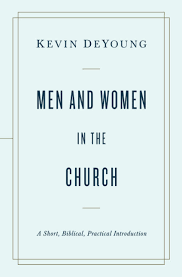 KEVIN DEYOUNG
MEN AND WOMEN
IN THE
CHURCH
A Short, Biblical, Practical Introduction